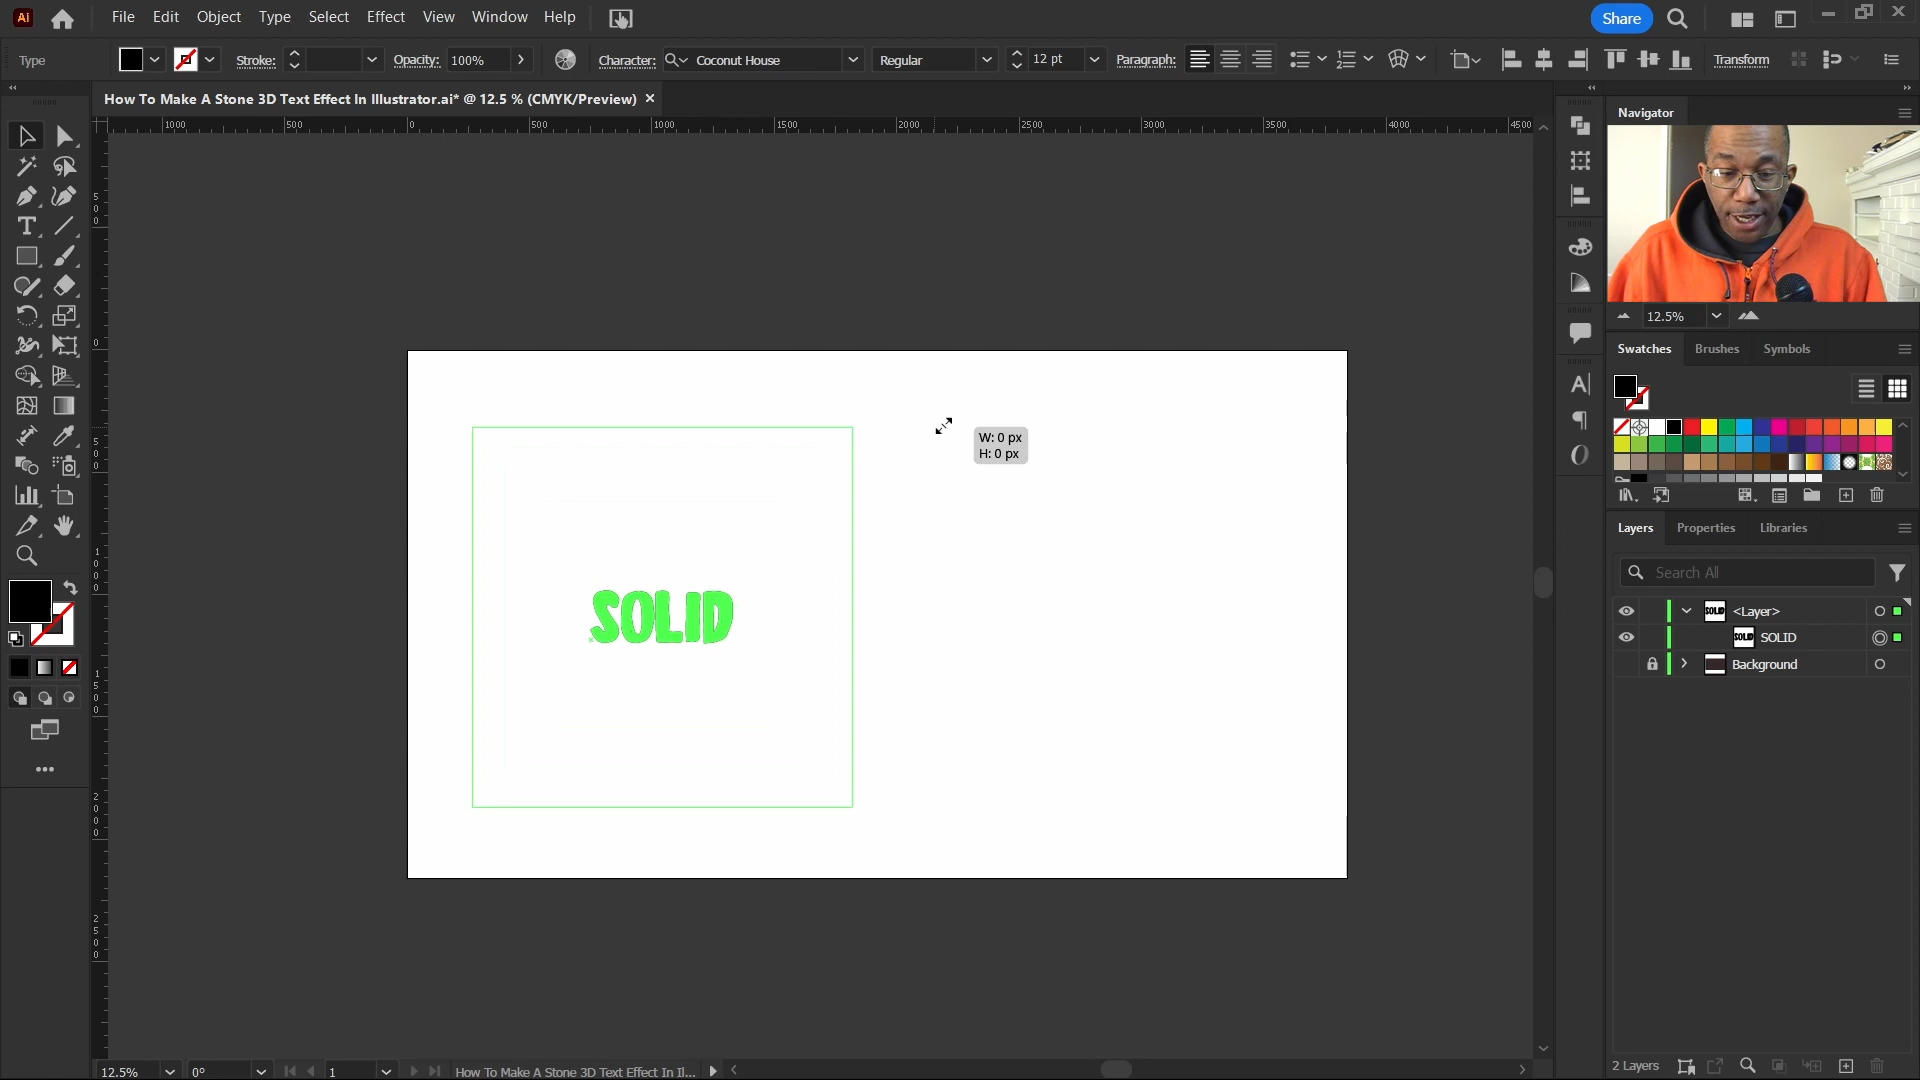 Ai File Edit Object Type Select Effect View Window Help Share
Type Stroke: Opacity: 100% Character: Coconut House Regular 12 pt Paragraph: Transform
How To Make A Stone 3D Text Effect In Illustrator.ai* @ 12.5 % (CMYK/Preview)
1000 500 0 500 1000 1500 2000 2500 3000 3500 4000 4500
Navigator
12.5%
Swatches Brushes Symbols
W: 0 px
H: 0 px
SOLID
Layers Properties Libraries
Search All
<Layer>
SOLID
Background
2 Layers
12.5% 0° 1 How To Make A Stone 3D Text Effect In Il...